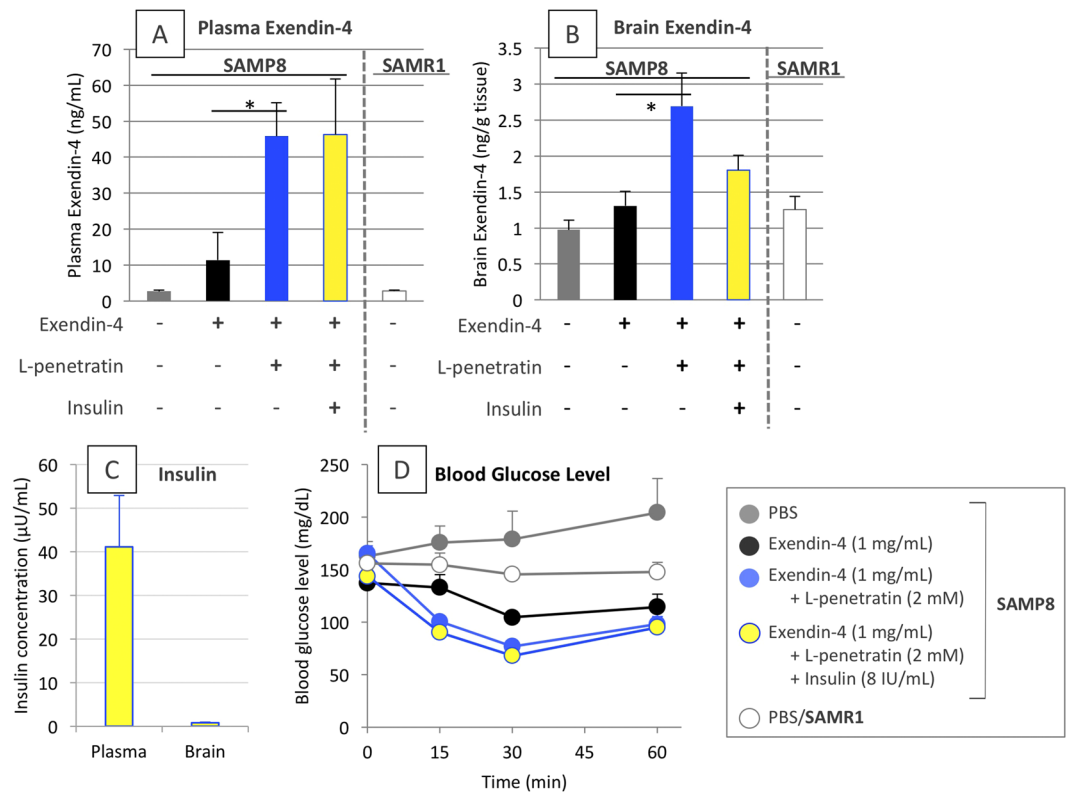 A Plasma Exendin-4
Plasma Exendin-4 (ng/mL)
70
60
50
40
30
20
10
0
SAMP8 SAMR1
*
Exendin-4 - + + + -
L-penetratin - - + + -
Insulin - - - + -
B Brain Exendin-4
Brain Exendin-4 (ng/g tissue)
3.5
3
2.5
2
1.5
1
0.5
0
SAMP8 SAMR1
*
Exendin-4 - + + + -
L-penetratin - - + + -
Insulin - - - + -
C Insulin
Insulin concentration (μU/mL)
60
50
40
30
20
10
0
Plasma Brain
D Blood Glucose Level
Blood glucose level (mg/dL)
250
200
150
100
50
0
0 15 30 45 60
Time (min)
PBS
Exendin-4 (1 mg/mL)
Exendin-4 (1 mg/mL)
+ L-penetratin (2 mM)
Exendin-4 (1 mg/mL)
+ L-penetratin (2 mM)
+ Insulin (8 IU/mL)
SAMP8
PBS/SAMR1